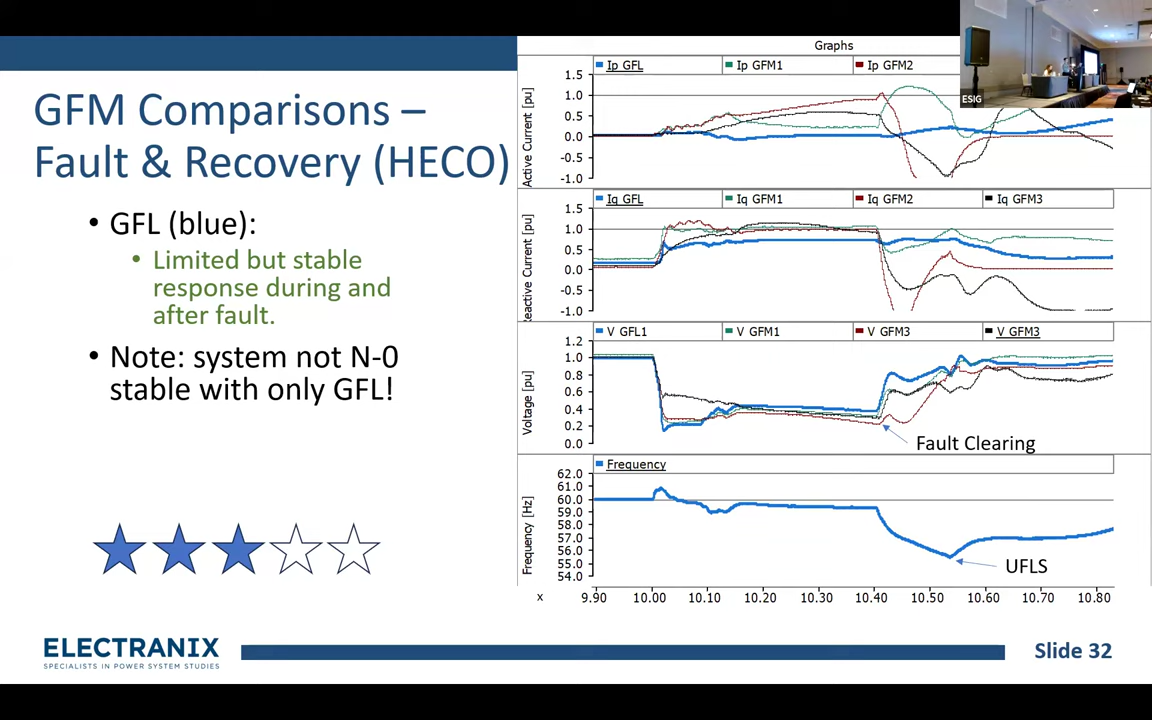 GFM Comparisons –
Fault & Recovery (HECO)
• GFL (blue):
• Limited but stable
response during and
after fault.
• Note: system not N-0
stable with only GFL!
ELECTRANIX
SPECIALISTS IN POWER SYSTEM STUDIES
Slide 32
Graphs
Ip GFL Ip GFM1 Ip GFM2
Active Current [pu]
1.5
1.0
0.5
0.0
-0.5
-1.0
Iq GFL Iq GFM1 Iq GFM2 Iq GFM3
Reactive Current [pu]
1.5
1.0
0.5
0.0
-0.5
-1.0
V GFL1 V GFM1 V GFM3 V GFM3
Voltage [pu]
1.2
1.0
0.8
0.6
0.4
0.2
0.0
Fault Clearing
Frequency
Frequency [Hz]
62.0
61.0
60.0
59.0
58.0
57.0
56.0
55.0
54.0
UFLS
x 9.90 10.00 10.10 10.20 10.30 10.40 10.50 10.60 10.70 10.80
ESIG